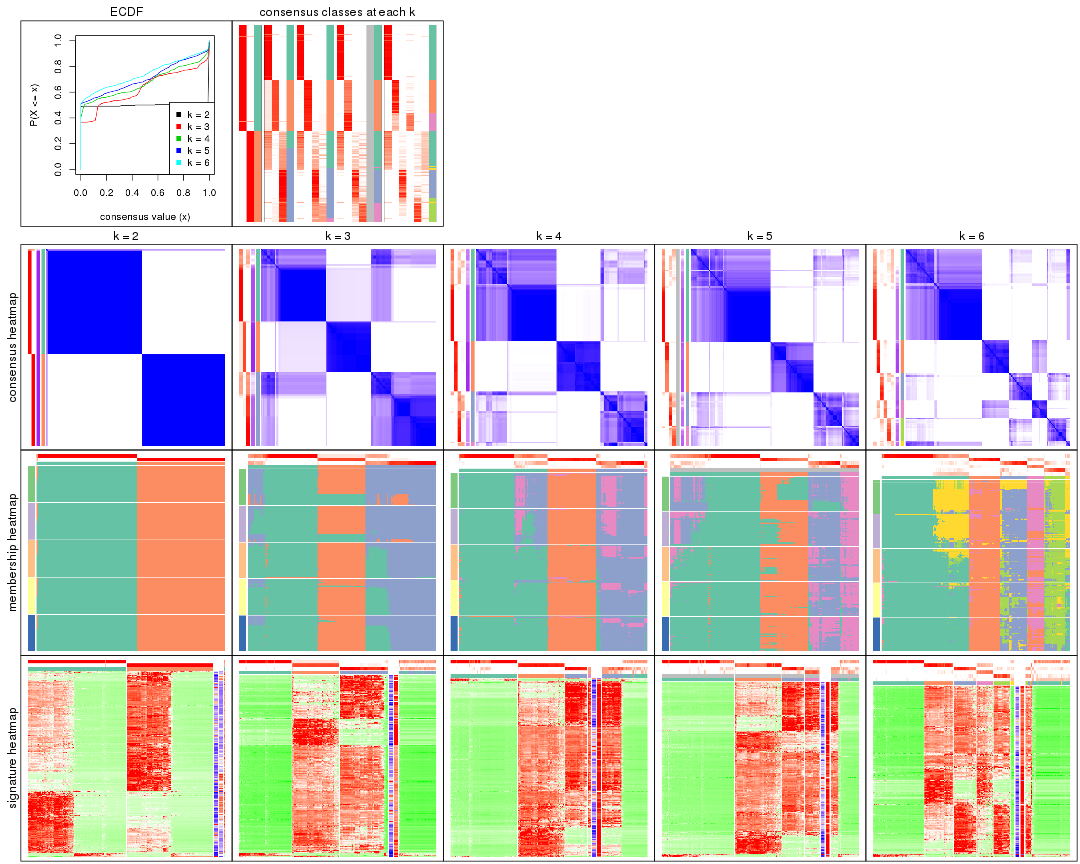 ECDF
consensus classes at each k
P(X <= x)
1.0
0.8
0.6
0.4
0.2
0.0
k = 2
k = 3
k = 4
k = 5
k = 6
0.0 0.2 0.4 0.6 0.8 1.0
consensus value (x)
k = 2
k = 3
k = 4
k = 5
k = 6
consensus heatmap
membership heatmap
signature heatmap